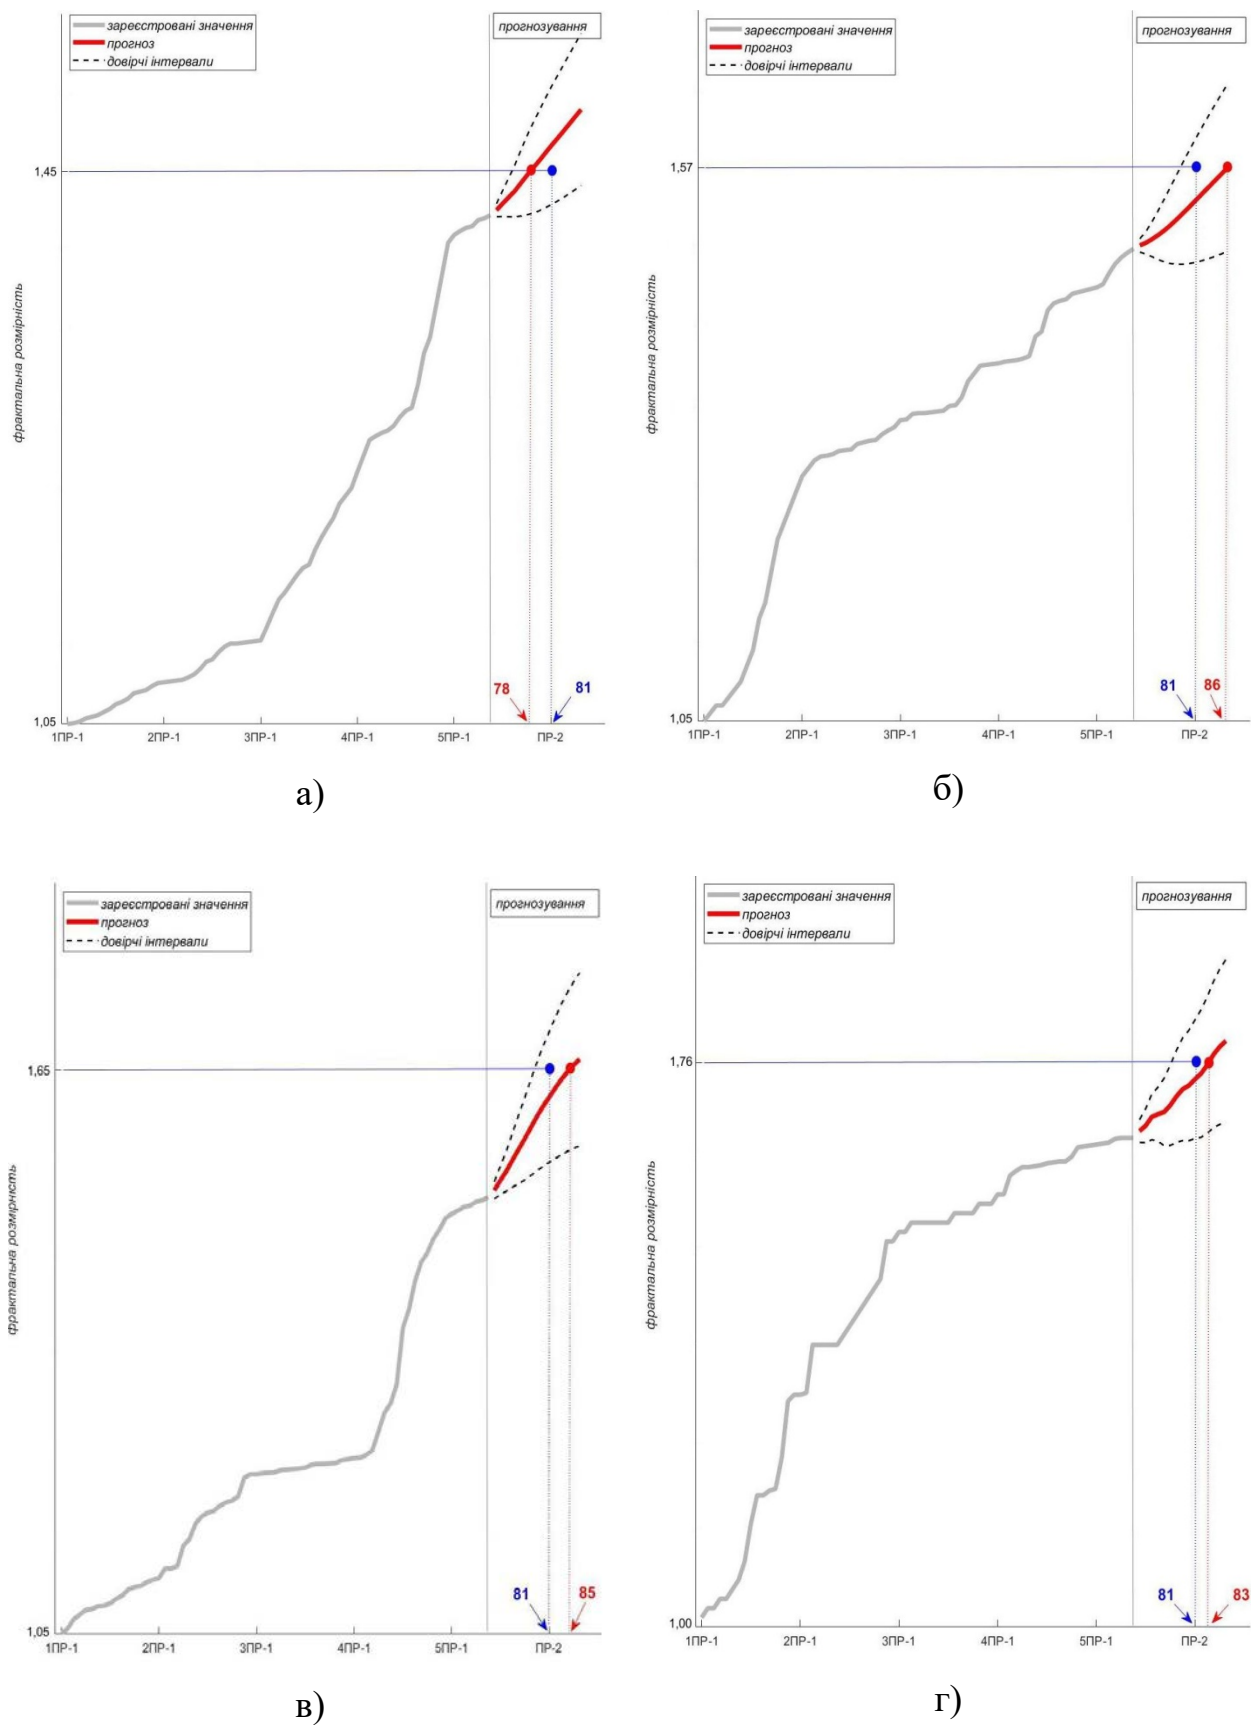 зареєстровані значення
прогноз
довірчі інтервали
прогнозування
1,45
фрактальна розмірність
78
81
1,05
1ПР-1 2ПР-1 3ПР-1 4ПР-1 5ПР-1 ПР-2
а)
зареєстровані значення
прогноз
довірчі інтервали
прогнозування
1,57
фрактальна розмірність
81
86
1,05
1ПР-1 2ПР-1 3ПР-1 4ПР-1 5ПР-1 ПР-2
б)
зареєстровані значення
прогноз
довірчі інтервали
прогнозування
1,65
фрактальна розмірність
81
85
1,05
1ПР-1 2ПР-1 3ПР-1 4ПР-1 5ПР-1 ПР-2
в)
зареєстровані значення
прогноз
довірчі інтервали
прогнозування
1,76
фрактальна розмірність
81
83
1,00
1ПР-1 2ПР-1 3ПР-1 4ПР-1 5ПР-1 ПР-2
г)